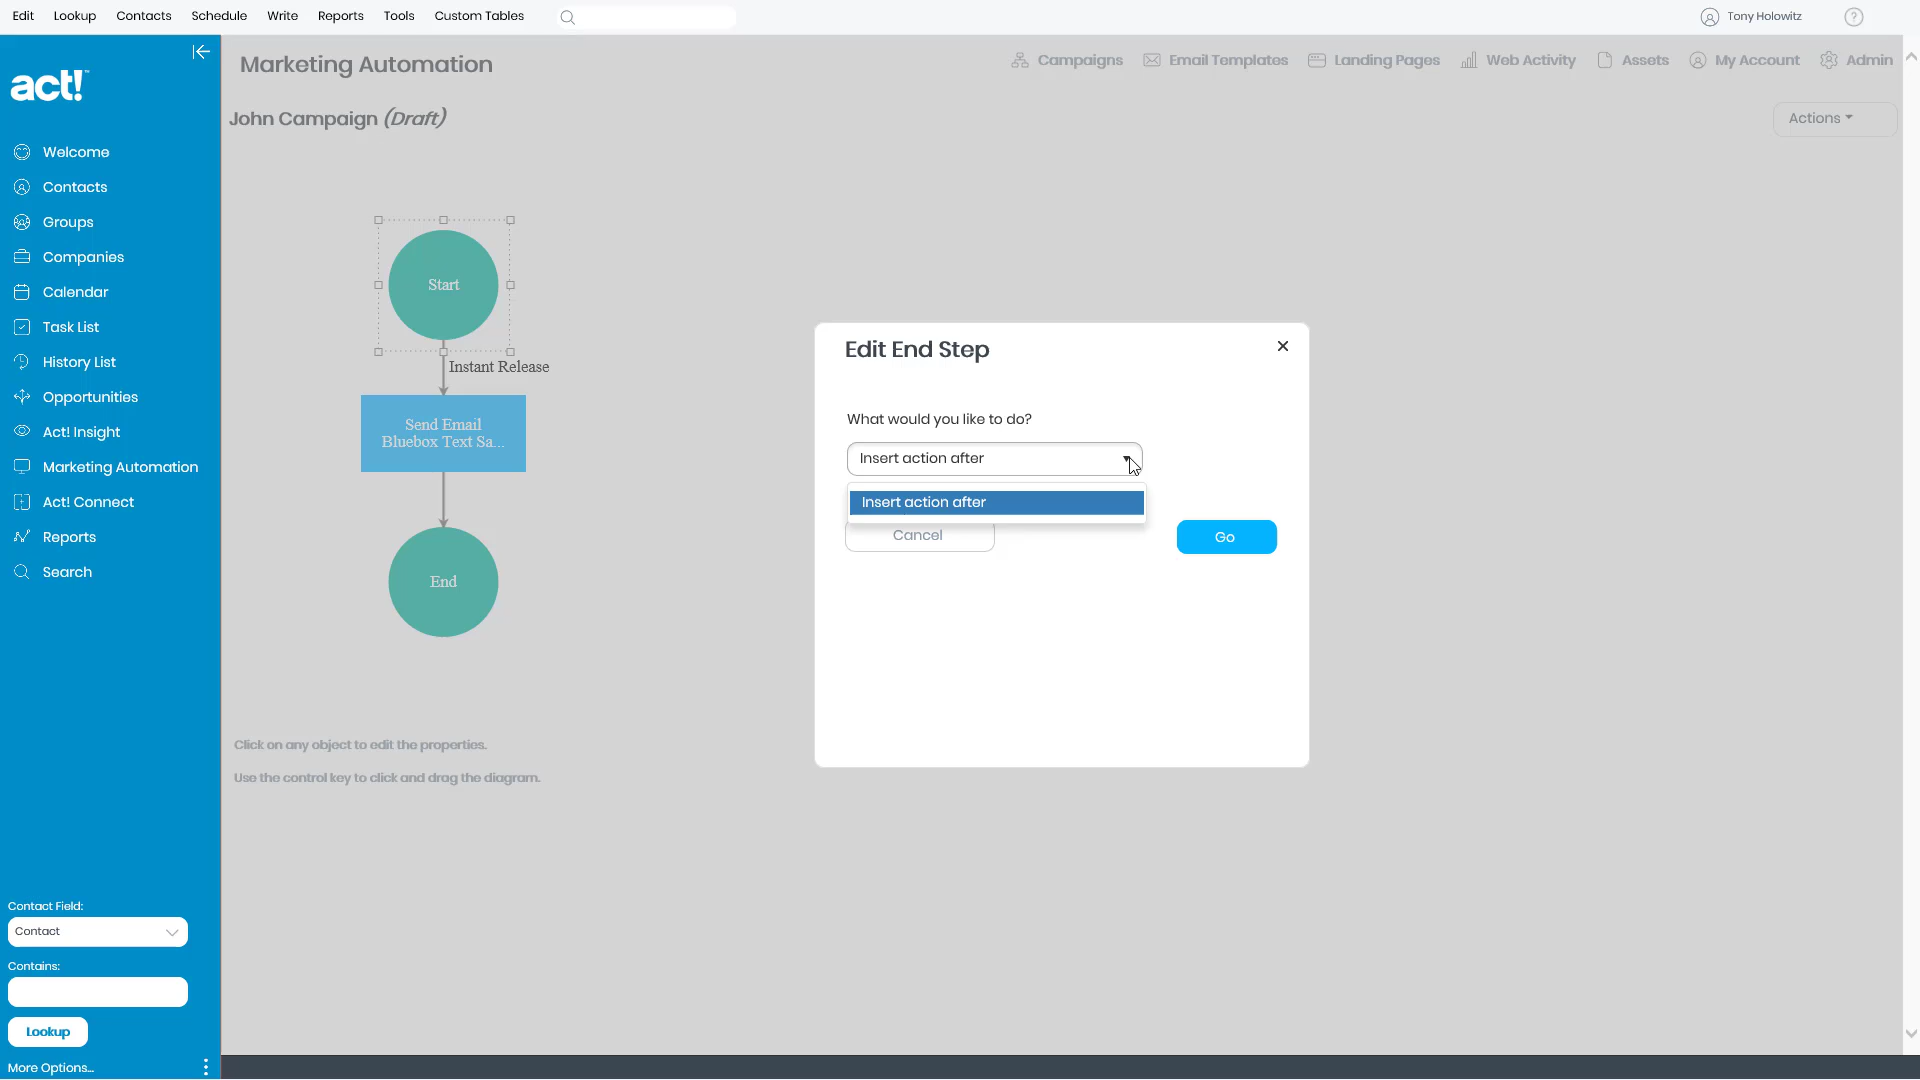 Edit Lookup Contacts Schedule Write Reports Tools Custom Tables
Tony Holowitz
?
act!™
Welcome
Contacts
Groups
Companies
Calendar
Task List
History List
Opportunities
Act! Insight
Marketing Automation
Act! Connect
Reports
Search
Contact Field:
Contact
Contains:
Lookup
More Options...
Marketing Automation
Campaigns Email Templates Landing Pages Web Activity Assets My Account Admin
John Campaign (Draft)
Actions
Start
Instant Release
Send Email
Bluebox Text Sa...
End
Click on any object to edit the properties.
Use the control key to click and drag the diagram.
Edit End Step
What would you like to do?
Insert action after
Insert action after
Cancel
Go